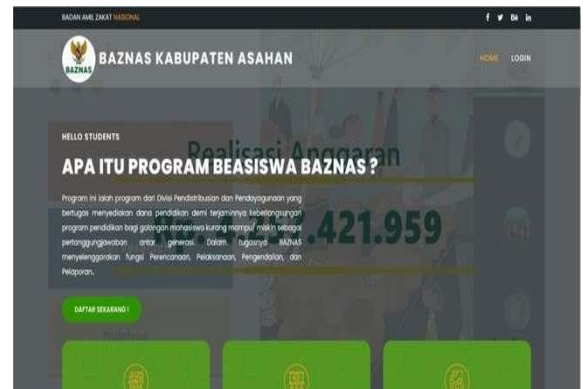 BADAN AMIL ZAKAT NASIONAL
BAZNAS
BAZNAS KABUPATEN ASAHAN
HOME LOGIN
HELLO STUDENTS
Realisasi Anggaran
APA ITU PROGRAM BEASISWA BAZNAS ?
Program ini ialah program dari Divisi Pendistribusian dan Pendayagunaan yang
bertugas menyediakan dana pendidikan demi terjaminnya keberlangsungan
program pendidikan bagi golongan mahasiswa kurang mampu/ miskin sebagai
pertanggungjawaban antar generasi. Dalam tugasnya BAZNAS
menyelenggarakan fungsi Perencanaan, Pelaksanaan, Pengendalian, dan
Pelaporan.
.421.959
DAFTAR SEKARANG !